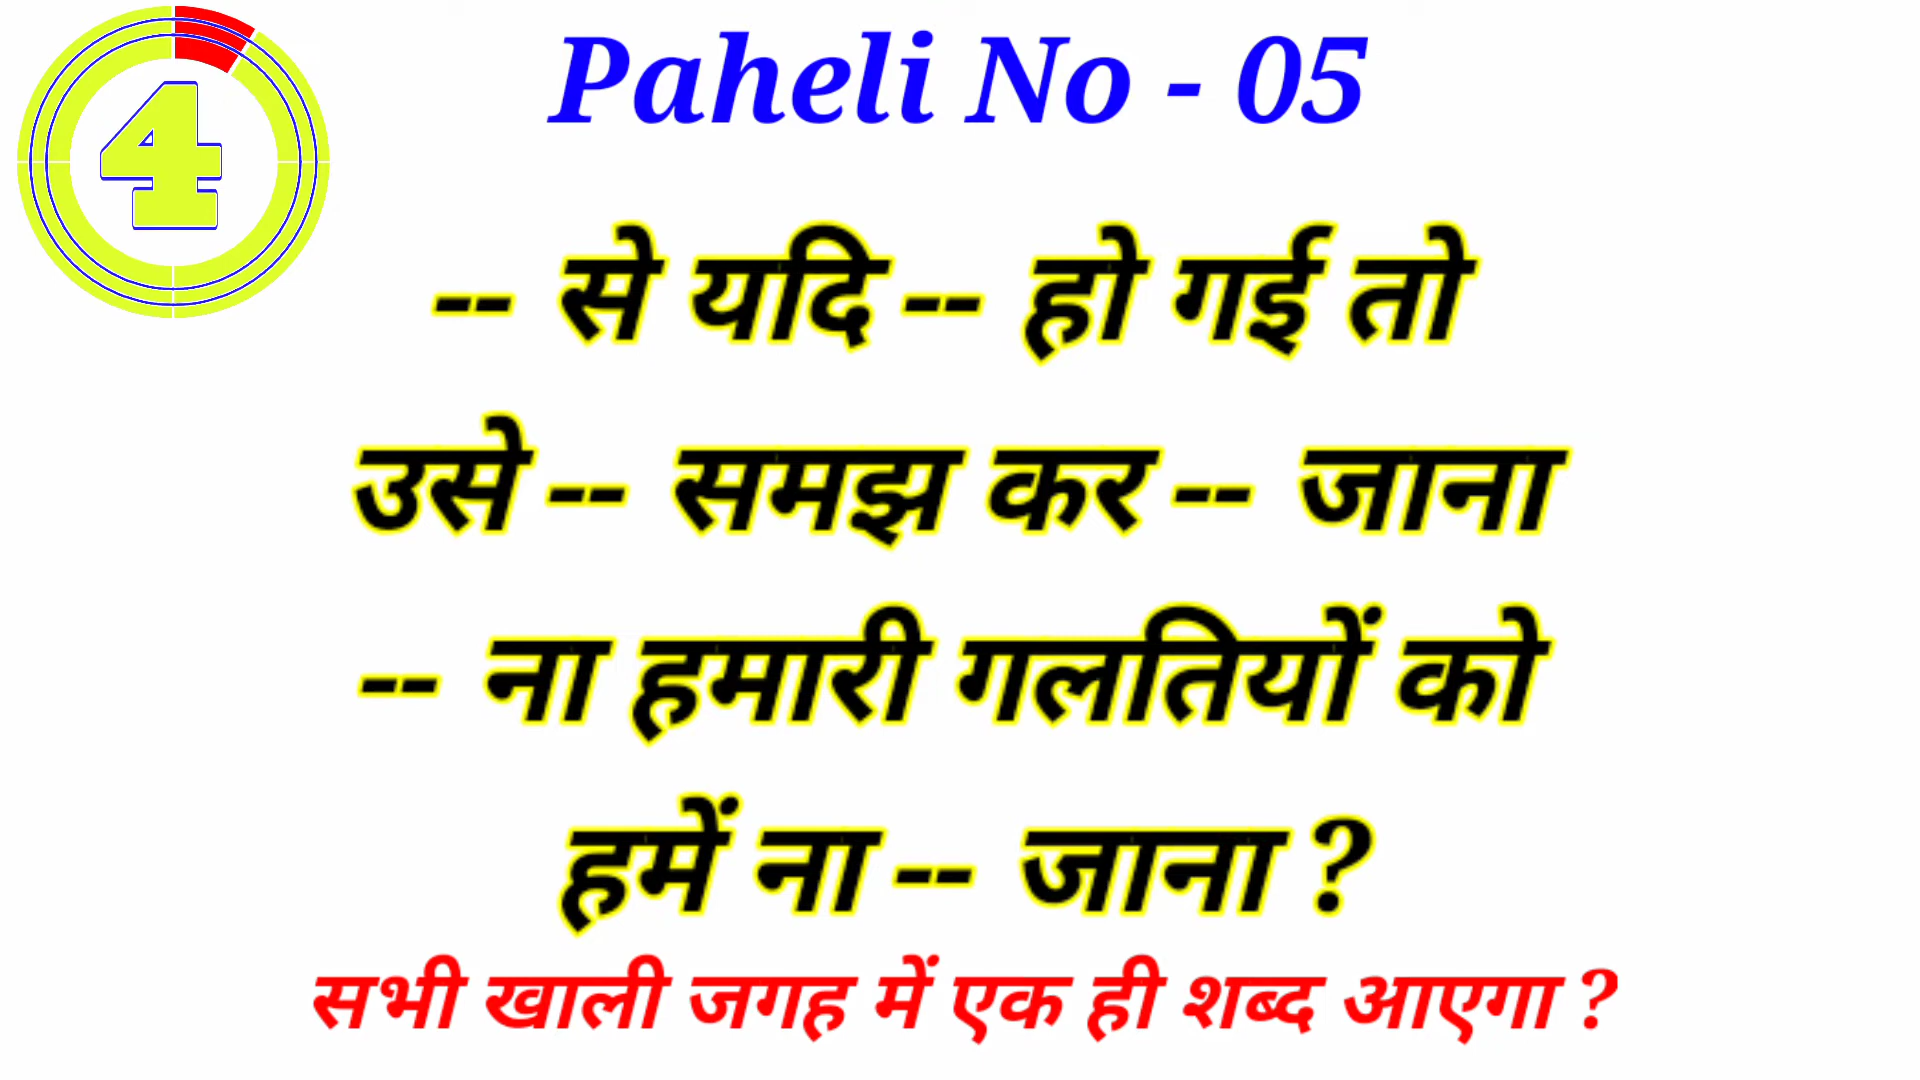 4
Paheli No - 05
-- से यदि -- हो गई तो
उसे -- समझ कर -- जाना
-- ना हमारी गलतियों को
हमें ना -- जाना ?
सभी खाली जगह में एक ही शब्द आएगा ?